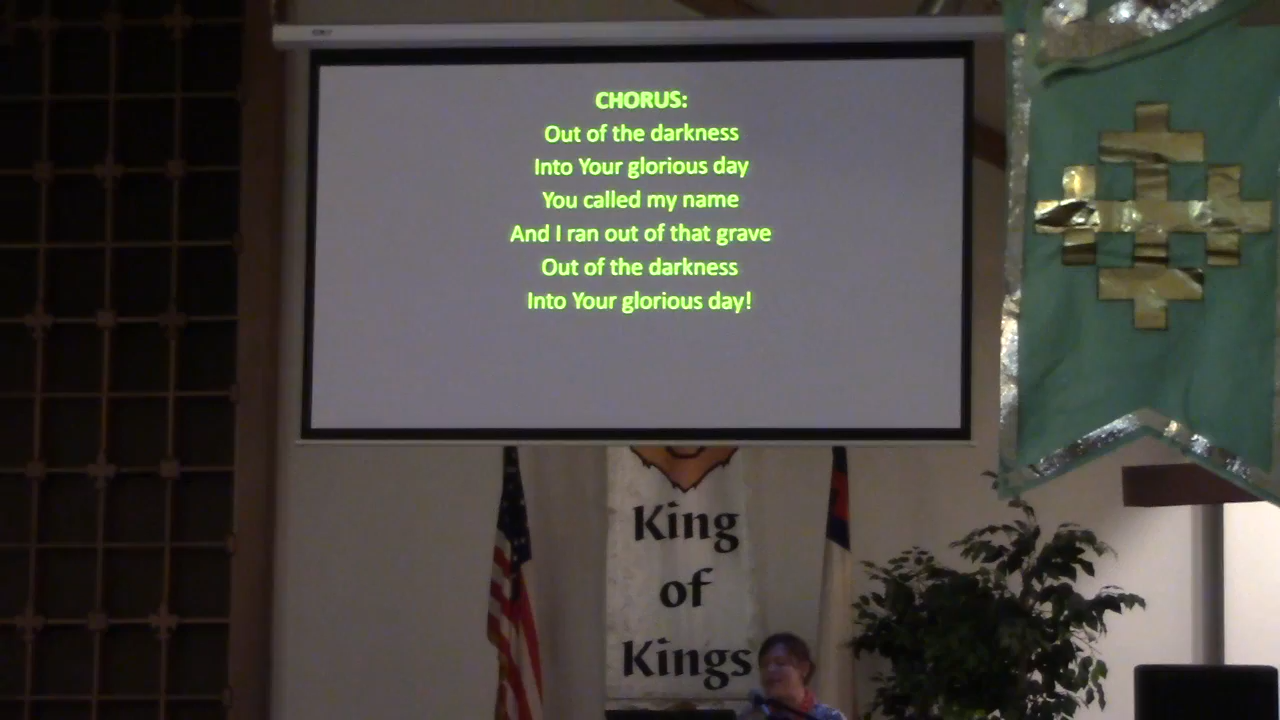 CHORUS:
Out of the darkness
Into Your glorious day
You called my name
And I ran out of that grave
Out of the darkness
Into Your glorious day!
King
of
Kings